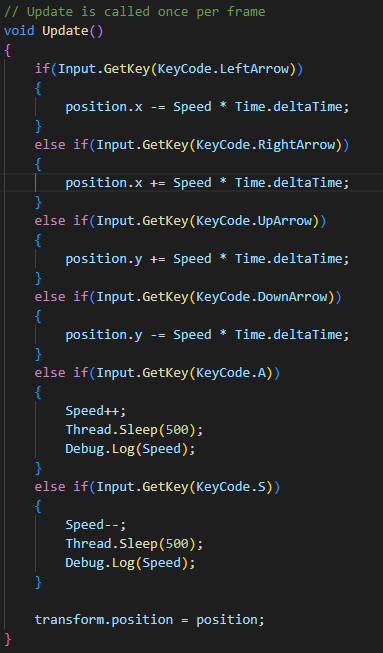 // Update is called once per frame
void Update()
{
    if(Input.GetKey(KeyCode.LeftArrow))
    {
        position.x -= Speed * Time.deltaTime;
    }
    else if(Input.GetKey(KeyCode.RightArrow))
    {
        position.x += Speed * Time.deltaTime;
    }
    else if(Input.GetKey(KeyCode.UpArrow))
    {
        position.y += Speed * Time.deltaTime;
    }
    else if(Input.GetKey(KeyCode.DownArrow))
    {
        position.y -= Speed * Time.deltaTime;
    }
    else if(Input.GetKey(KeyCode.A))
    {
        Speed++;
        Thread.Sleep(500);
        Debug.Log(Speed);
    }
    else if(Input.GetKey(KeyCode.S))
    {
        Speed--;
        Thread.Sleep(500);
        Debug.Log(Speed);
    }

    transform.position = position;
}